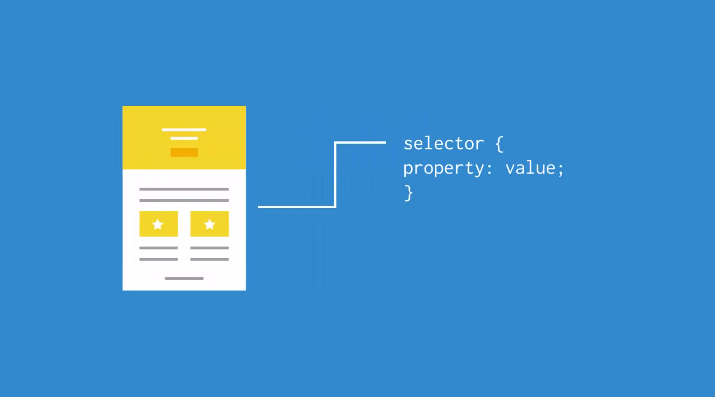 selector {
property: value;
}